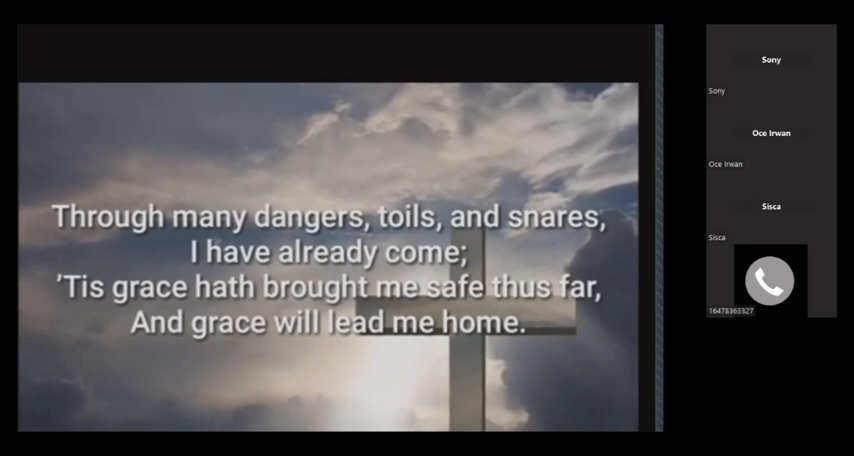 Through many dangers, toils, and snares,
I have already come;
’Tis grace hath brought me safe thus far,
And grace will lead me home.
Sony
Sony
Oce Irwan
Oce Irwan
Sisca
Sisca
16478363327